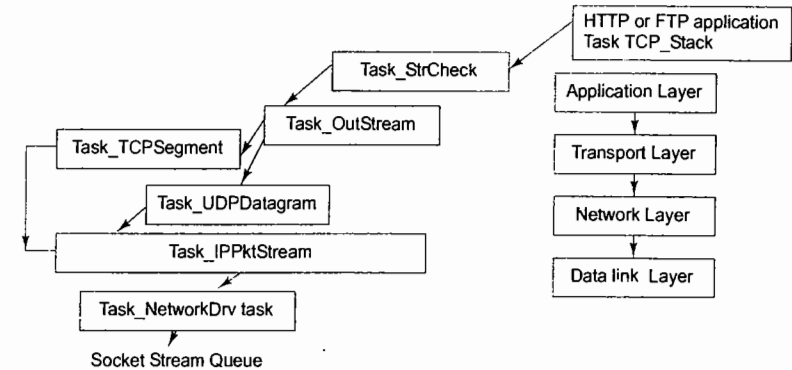 HTTP or FTP application
Task TCP_Stack
Task_StrCheck
Application Layer
Task_OutStream
Task_TCPSegment
Transport Layer
Task_UDPDatagram
Network Layer
Task_IPPktStream
Data link Layer
Task_NetworkDrv task
Socket Stream Queue